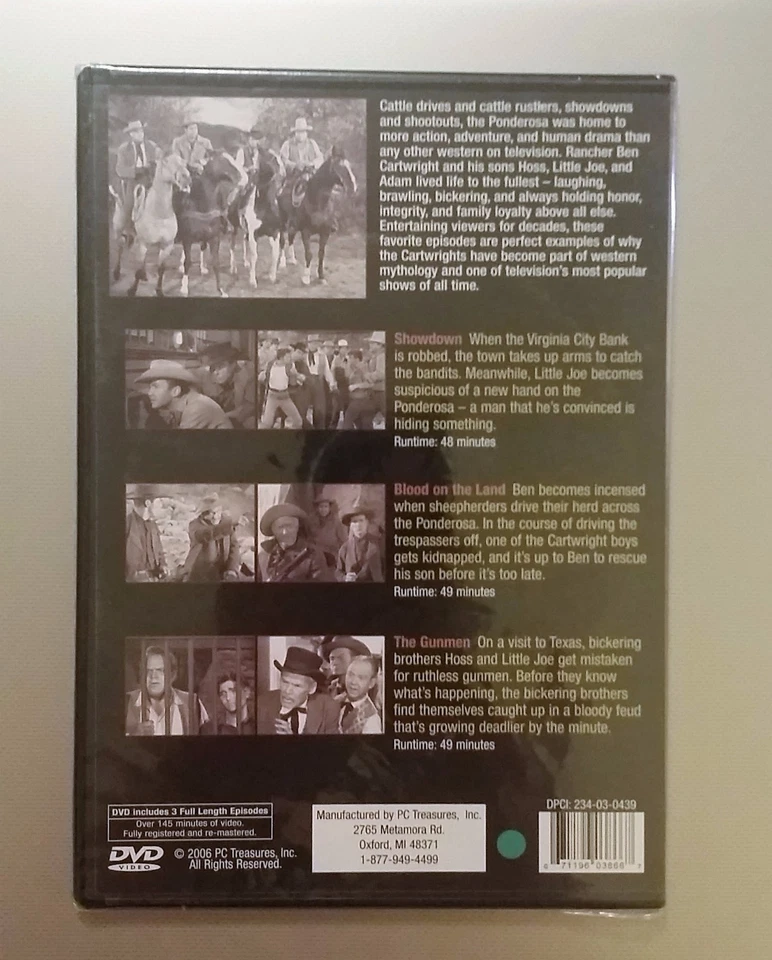 Cattle drives and cattle rustlers, showdowns
and shootouts, the Ponderosa was home to
more action, adventure, and human drama than
any other western on television. Rancher Ben
Cartwright and his sons Hoss, Little Joe, and
Adam lived life to the fullest – laughing,
brawling, bickering, and always holding honor,
integrity, and family loyalty above all else.
Entertaining viewers for decades, these
favorite episodes are perfect examples of why
the Cartwrights have become part of western
mythology and one of television's most popular
shows of all time.
Showdown When the Virginia City Bank
is robbed, the town takes up arms to catch
the bandits. Meanwhile, Little Joe becomes
suspicious of a new hand on the
Ponderosa – a man that he's convinced is
hiding something.
Runtime: 48 minutes
Blood on the Land Ben becomes incensed
when sheepherders drive their herd across
the Ponderosa. In the course of driving the
trespassers off, one of the Cartwright boys
gets kidnapped, and it's up to Ben to rescue
his son before it's too late.
Runtime: 49 minutes
The Gunmen On a visit to Texas, bickering
brothers Hoss and Little Joe get mistaken
for ruthless gunmen. Before they know
what's happening, the bickering brothers
find themselves caught up in a bloody feud
that's growing deadlier by the minute.
Runtime: 49 minutes
DVD includes 3 Full Length Episodes
Over 145 minutes of video.
Fully registered and re-mastered.
DVD
VIDEO
© 2006 PC Treasures, Inc.
All Rights Reserved.
Manufactured by PC Treasures, Inc.
2765 Metamora Rd.
Oxford, MI 48371
1-877-949-4499
DPCI: 234-03-0439